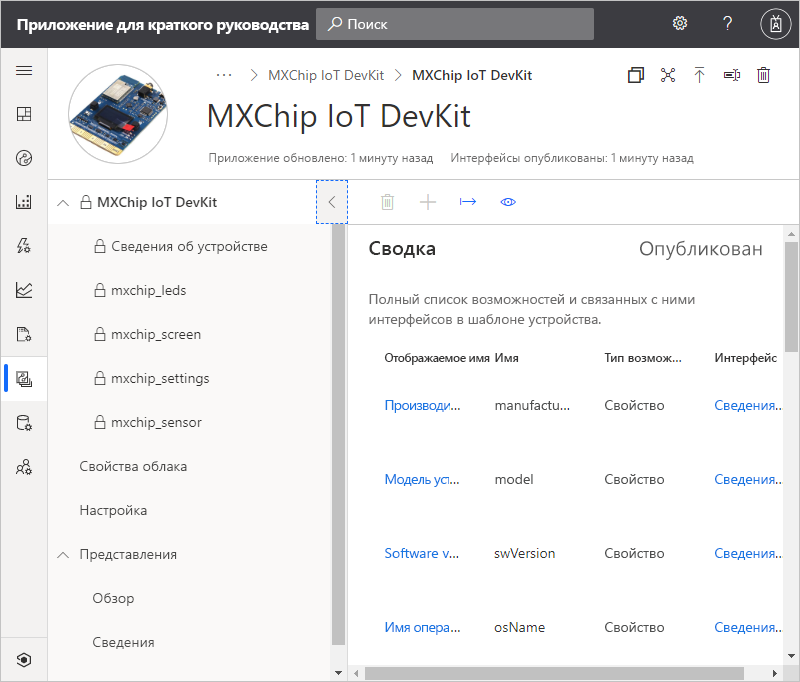 Приложение для краткого руководства
Поиск
?
··· > MXChip IoT DevKit > MXChip IoT DevKit
MXChip IoT DevKit
Приложение обновлено: 1 минуту назад Интерфейсы опубликованы: 1 минуту назад
MXChip IoT DevKit
Сведения об устройстве
mxchip_leds
mxchip_screen
mxchip_settings
mxchip_sensor
Свойства облака
Настройка
Представления
Обзор
Сведения
Сводка Опубликован
Полный список возможностей и связанных с ними
интерфейсов в шаблоне устройства.
Отображаемое имя Имя Тип возмож... Интерфейс
Производи... manufactu... Свойство Сведения...
Модель уст... model Свойство Сведения...
Software v... swVersion Свойство Сведения...
Имя опера... osName Свойство Сведения...